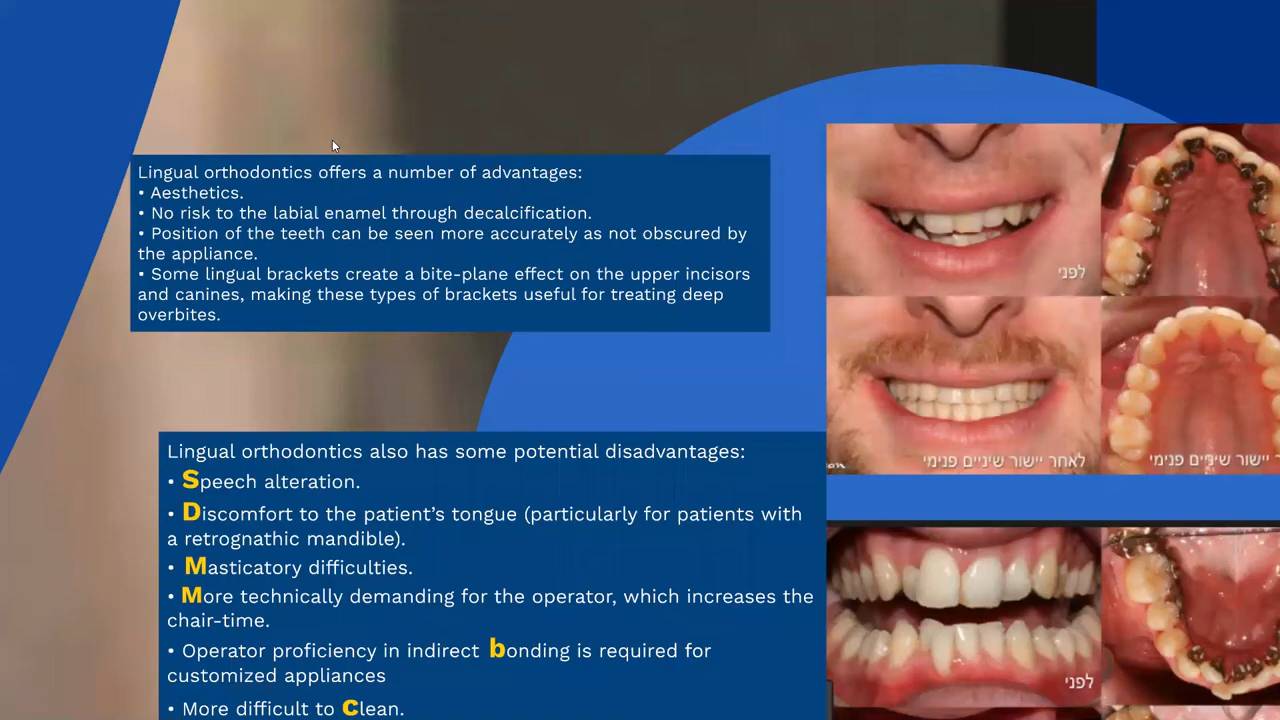 Lingual orthodontics offers a number of advantages:
• Aesthetics.
• No risk to the labial enamel through decalcification.
• Position of the teeth can be seen more accurately as not obscured by
the appliance.
• Some lingual brackets create a bite-plane effect on the upper incisors
and canines, making these types of brackets useful for treating deep
overbites.
לפני
לאחר יישור שיניים פנימי
יישור שיניים פנימי
Lingual orthodontics also has some potential disadvantages:
• Speech alteration.
• Discomfort to the patient’s tongue (particularly for patients with
a retrognathic mandible).
• Masticatory difficulties.
• More technically demanding for the operator, which increases the
chair-time.
• Operator proficiency in indirect bonding is required for
customized appliances
• More difficult to Clean.
לפני